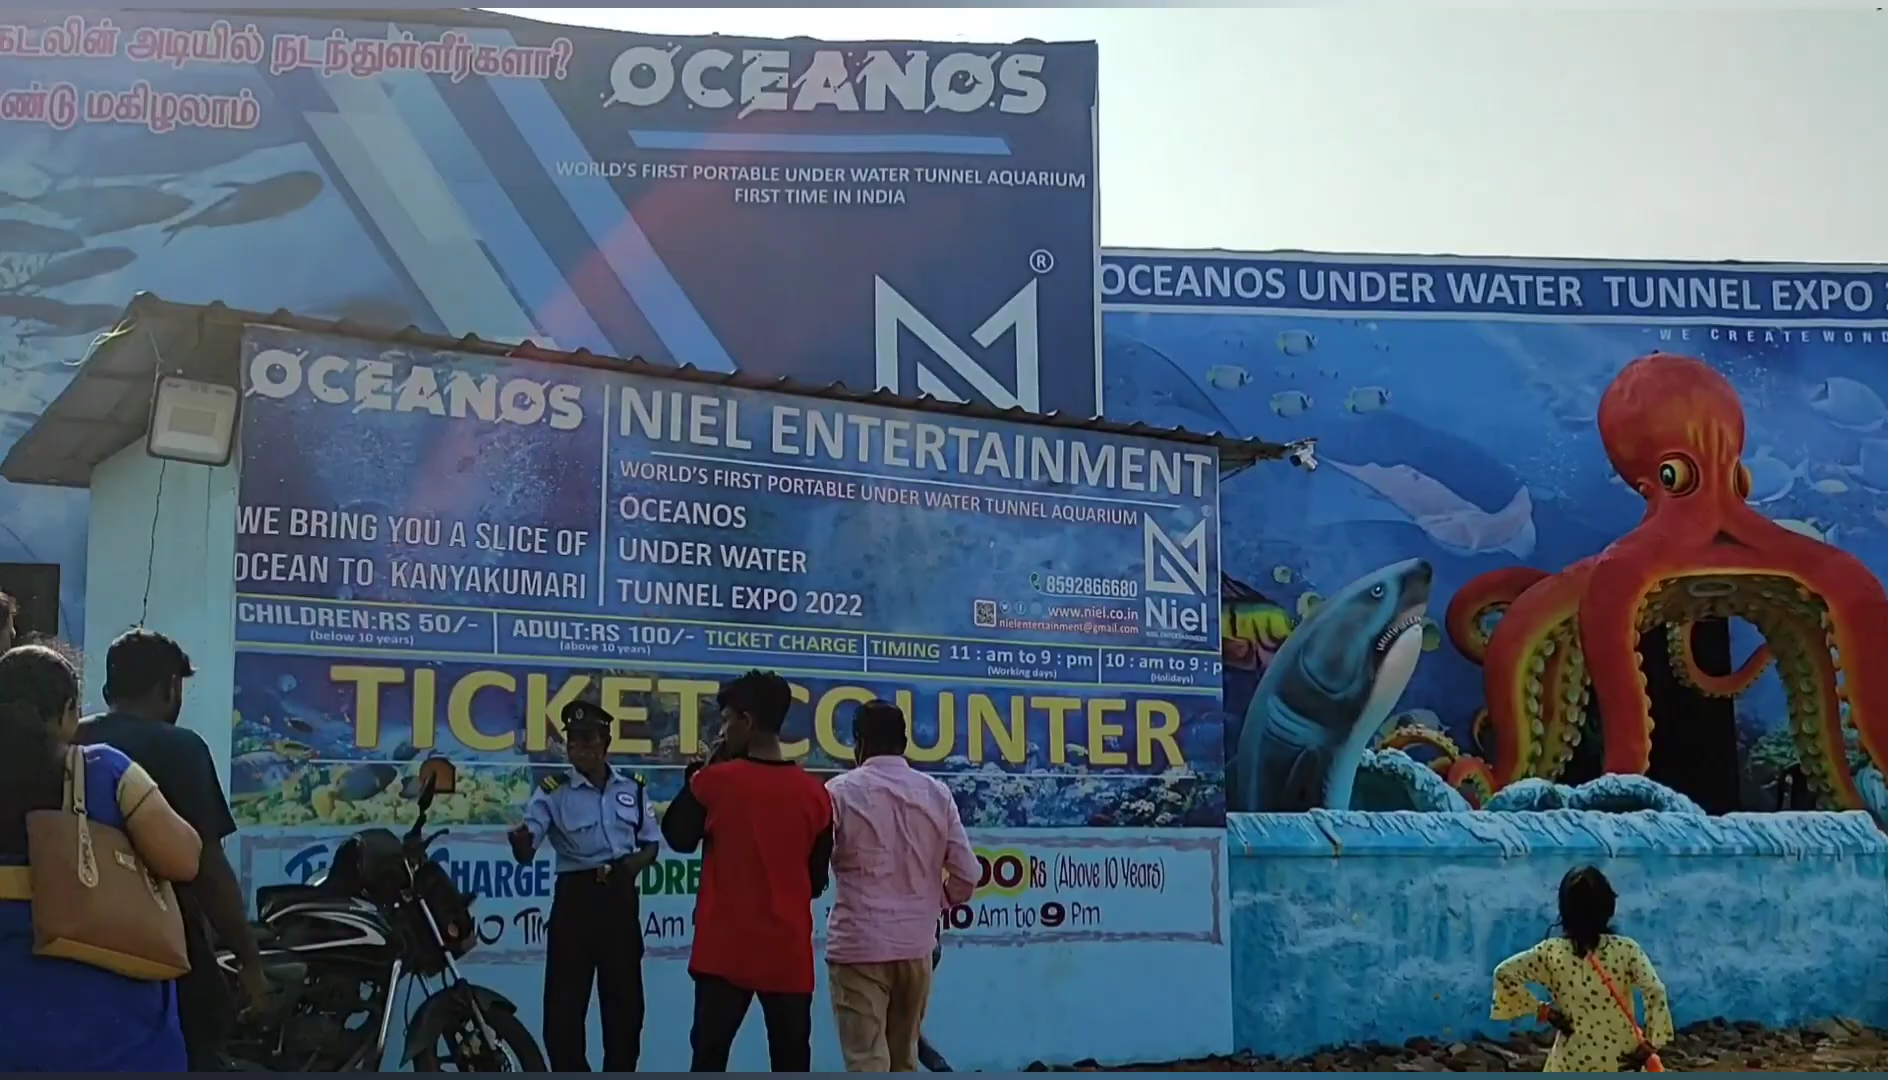 கடலின் அடியில் நடந்துள்ளீர்களா?
மகிழலாம்
OCEANOS
WORLD'S FIRST PORTABLE UNDER WATER TUNNEL AQUARIUM
FIRST TIME IN INDIA
®
OCEANOS UNDER WATER TUNNEL EXPO
WE CREATE
OCEANOS
WE BRING YOU A SLICE OF
OCEAN TO KANYAKUMARI
NIEL ENTERTAINMENT
WORLD'S FIRST PORTABLE UNDER WATER TUNNEL AQUARIUM
OCEANOS
UNDER WATER
TUNNEL EXPO 2022
8592866680
www.niel.co.in
nielentertainment@gmail.com
Niel
NIEL ENTERTAINMENT
CHILDREN:RS 50/-
(below 10 years)
ADULT:RS 100/-
(above 10 years)
TICKET CHARGE
TIMING
11 : am to 9 : pm
(Working days)
10 : am to 9 : p
(Holidays)
TICKET COUNTER
HARGE 00 Rs (Above 10 Years)
Am 10 Am to 9 Pm